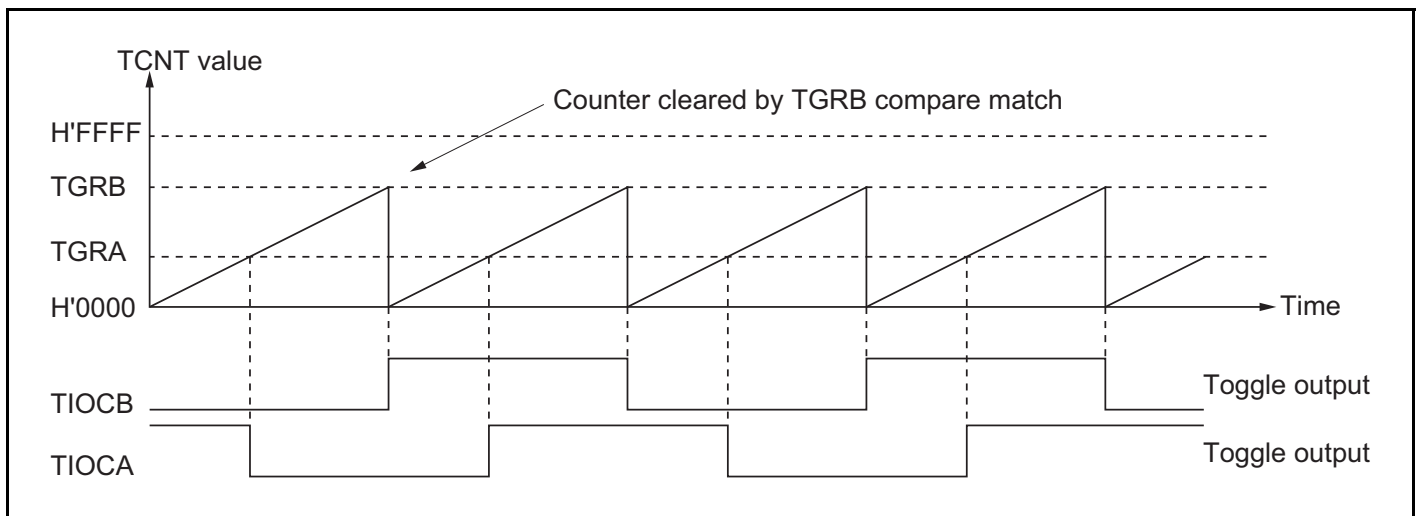 TCNT value
Counter cleared by TGRB compare match
H'FFFF
TGRB
TGRA
H'0000
Time
TIOCB
Toggle output
TIOCA
Toggle output